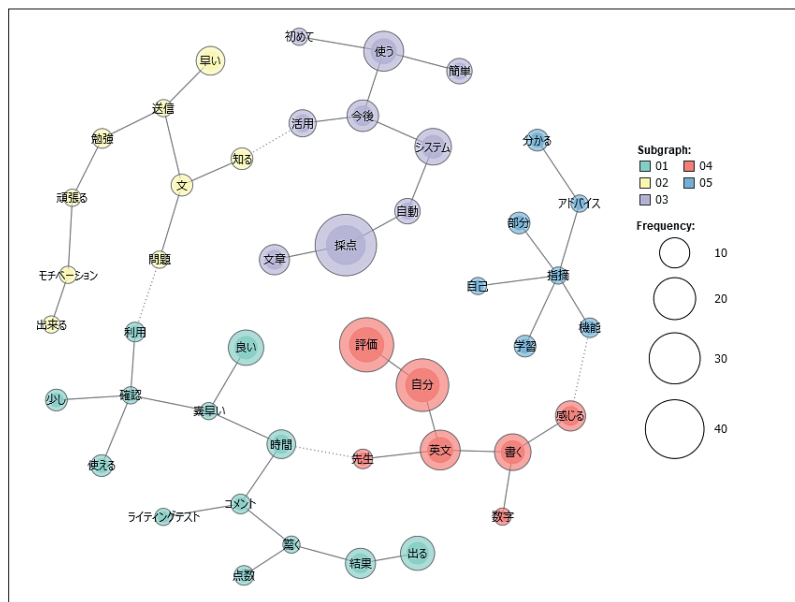 初めて
使う
簡単
早い
送信
活用
今後
勉強
知る
システム
分かる
文
頑張る
自動
アドバイス
部分
採点
文章
問題
モチベーション
指摘
自己
出来る
利用
機能
学習
良い
評価
自分
確認
少し
素早い
感じる
時間
使える
先生
英文
書く
コメント
ライティングテスト
数字
驚く
点数
結果
出る
Subgraph:
01 04
02 05
03
Frequency:
10
20
30
40